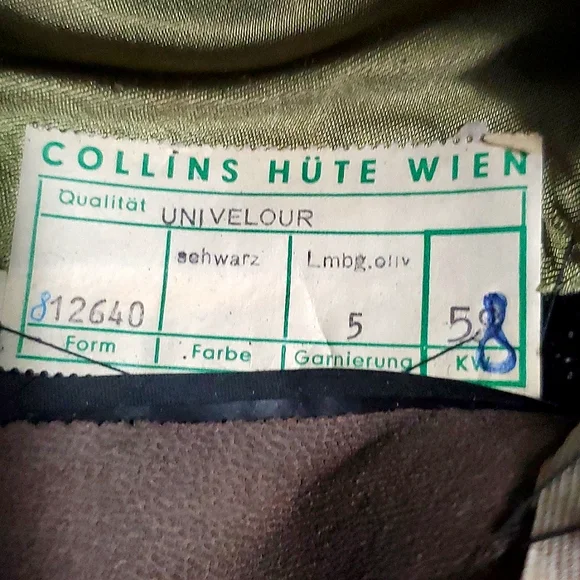 COLLINS HÜTE WIEN
Qualität UNIVELOUR
schwarz Lmbg.oliv
812640 5 58
Form Farbe Garnierung KW